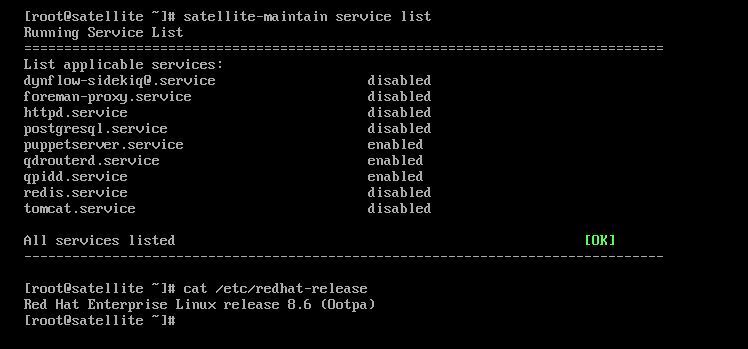 [root@satellite ~]# satellite-maintain service list
Running Service List
================================================================================
List applicable services:
dynflow-sidekiq@.service                   disabled
foreman-proxy.service                      disabled
httpd.service                              disabled
postgresql.service                         disabled
puppetserver.service                       enabled
qdrouterd.service                          enabled
qpidd.service                              enabled
redis.service                              disabled
tomcat.service                             disabled
All services listed                                                   [OK]
--------------------------------------------------------------------------------
[root@satellite ~]# cat /etc/redhat-release
Red Hat Enterprise Linux release 8.6 (Ootpa)
[root@satellite ~]#